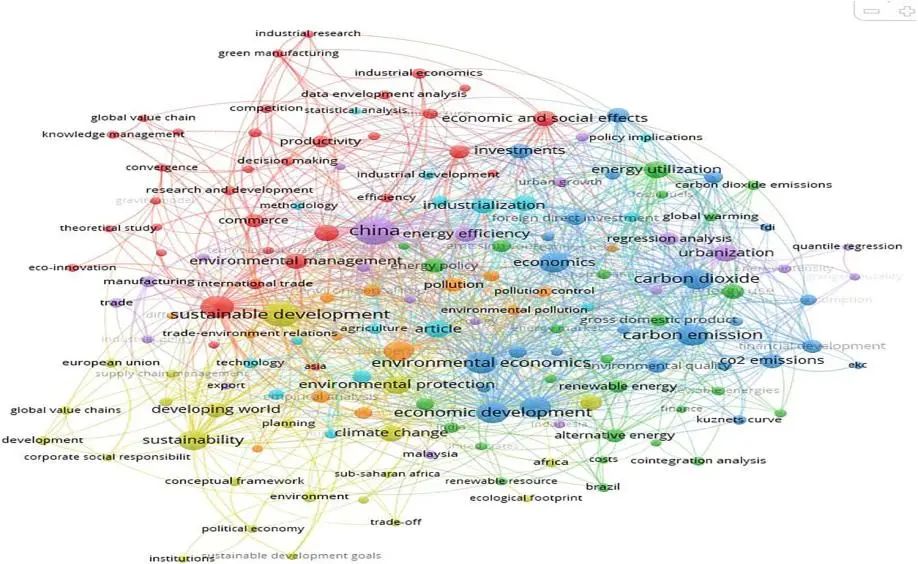 industrial research
green manufacturing
industrial economics
data envelopment analysis
global value chain
competition
statistical analysis
economic and social effects
knowledge management
productivity
policy implications
investments
decision making
convergence
industrial development
urban growth
energy utilization
carbon dioxide emissions
research and development
efficiency
methodology
industrialization
commerce
foreign direct investment
global warming
theoretical study
china
energy efficiency
fdi
regression analysis
quantile regression
urbanization
environmental management
economics
eco-innovation
energy policy
manufacturing
international trade
pollution
pollution control
carbon dioxide
energy intensity
trade
sustainable development
environmental pollution
gross domestic product
trade-environment relations
agriculture
article
carbon emission
financial development
european union
technology
asia
environmental economics
environmental quality
co2 emissions
ekc
supply chain management
export
environmental protection
renewable energy
renewable energies
empirical analysis
global value chains
developing world
economic development
finance
kuznets curve
planning
india
indonesia
development
sustainability
climate change
alternative energy
corporate social responsibilit
malaysia
africa
costs
cointegration analysis
conceptual framework
sub-saharan africa
renewable resource
brazil
environment
ecological footprint
trade-off
political economy
institutions
sustainable development goals